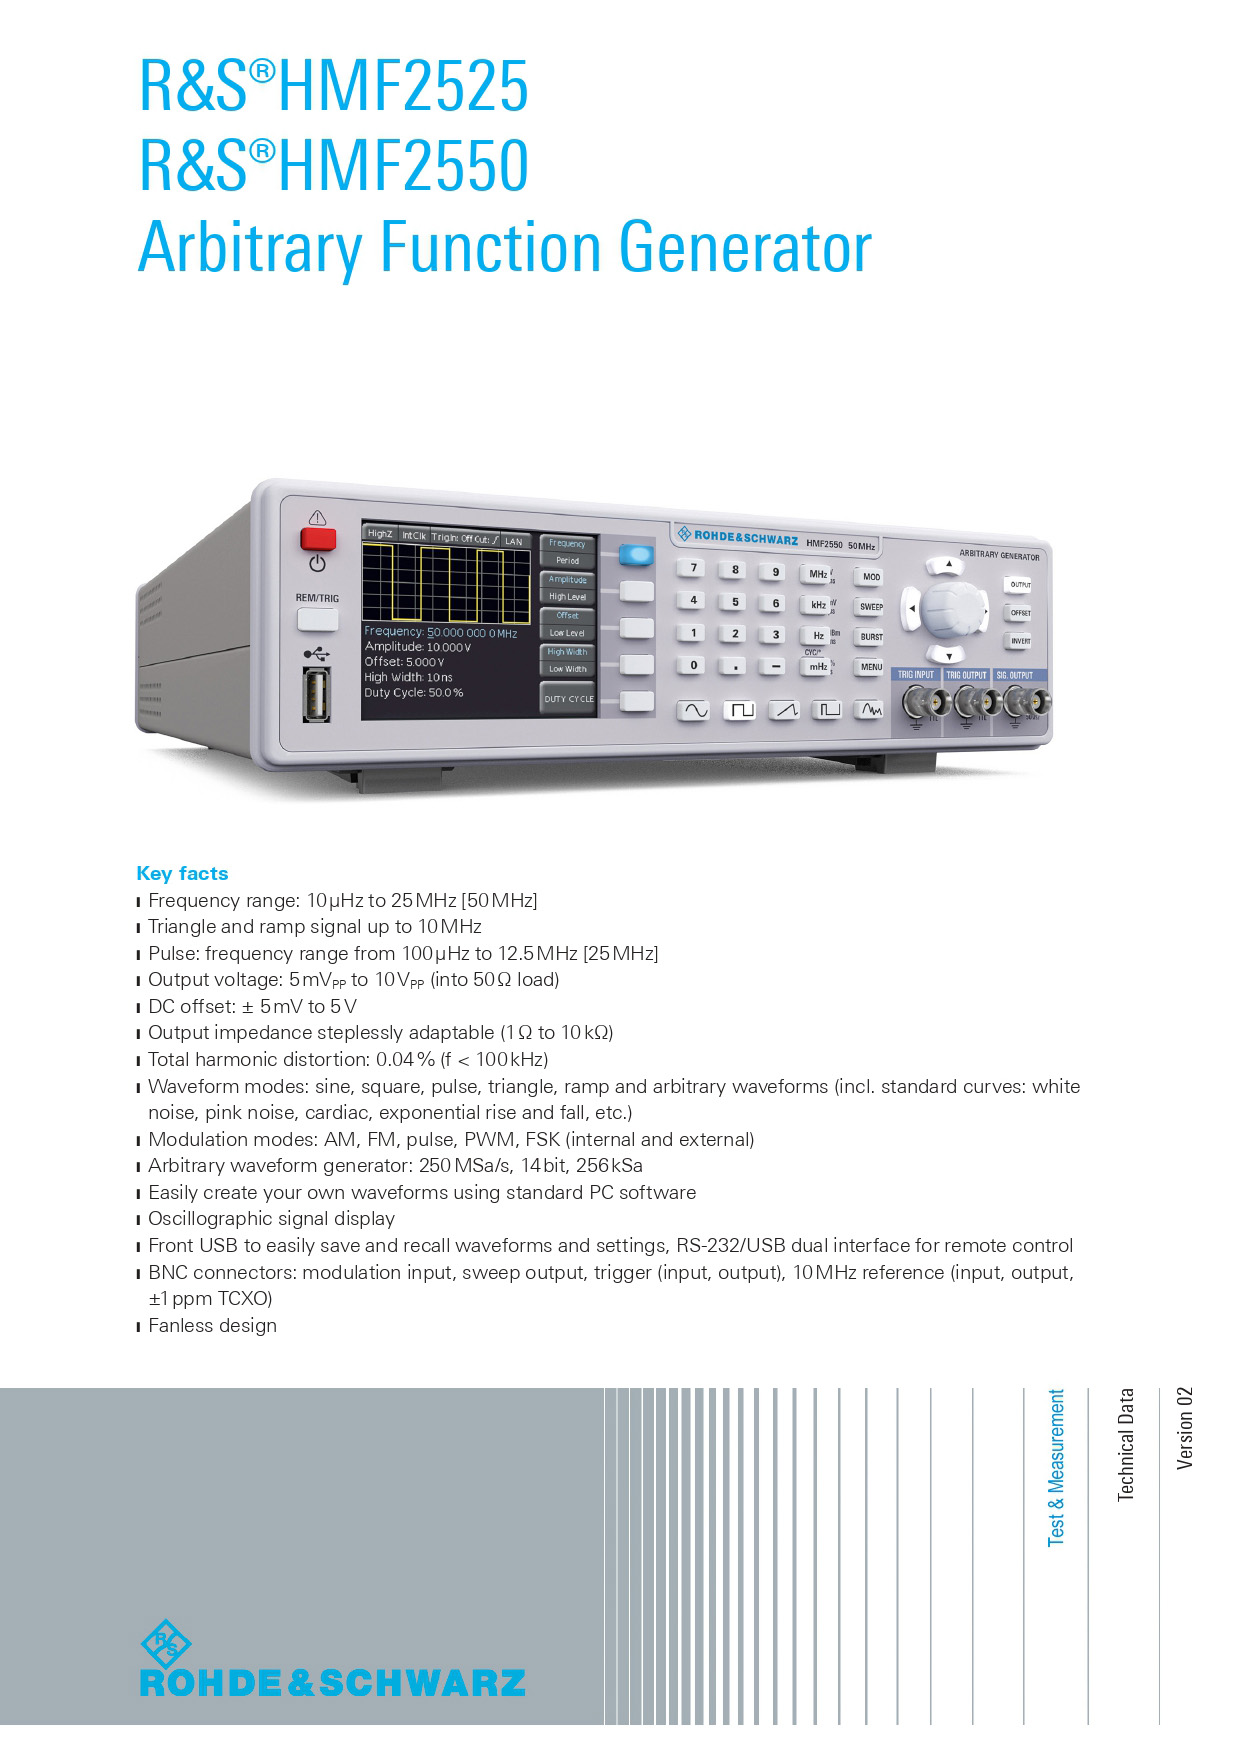 R&S®HMF2525
R&S®HMF2550
Arbitrary Function Generator
HighZ IntClk TrigIn: Off Cut: LAN
Frequency
Period
Amplitude
High Level
Offset
Low Level
High Width
Low Width
DUTY CYCLE
Frequency: 50.000 000 0 MHz
Amplitude: 10.000 V
Offset: 5.000 V
High Width: 10 ns
Duty Cycle: 50.0 %
REM/TRIG
ROHDE&SCHWARZ HMF2550 50MHz
ARBITRARY GENERATOR
7 8 9 MHz MOD
4 5 6 kHz SWEEP
1 2 3 Hz BURST
CYC/°
0 . – mHz MENU
OUTPUT
OFFSET
INVERT
TRIG INPUT TRIG OUTPUT SIG. OUTPUT
Key facts
Frequency range: 10 µHz to 25 MHz [50 MHz]
Triangle and ramp signal up to 10 MHz
Pulse: frequency range from 100 µHz to 12.5 MHz [25 MHz]
Output voltage: 5 mVPP to 10 VPP (into 50 Ω load)
DC offset: ± 5 mV to 5 V
Output impedance steplessly adaptable (1 Ω to 10 kΩ)
Total harmonic distortion: 0.04 % (f < 100 kHz)
Waveform modes: sine, square, pulse, triangle, ramp and arbitrary waveforms (incl. standard curves: white
noise, pink noise, cardiac, exponential rise and fall, etc.)
Modulation modes: AM, FM, pulse, PWM, FSK (internal and external)
Arbitrary waveform generator: 250 MSa/s, 14 bit, 256 kSa
Easily create your own waveforms using standard PC software
Oscillographic signal display
Front USB to easily save and recall waveforms and settings, RS-232/USB dual interface for remote control
BNC connectors: modulation input, sweep output, trigger (input, output), 10 MHz reference (input, output,
±1 ppm TCXO)
Fanless design
Test & Measurement
Technical Data
Version 02
R S
ROHDE&SCHWARZ